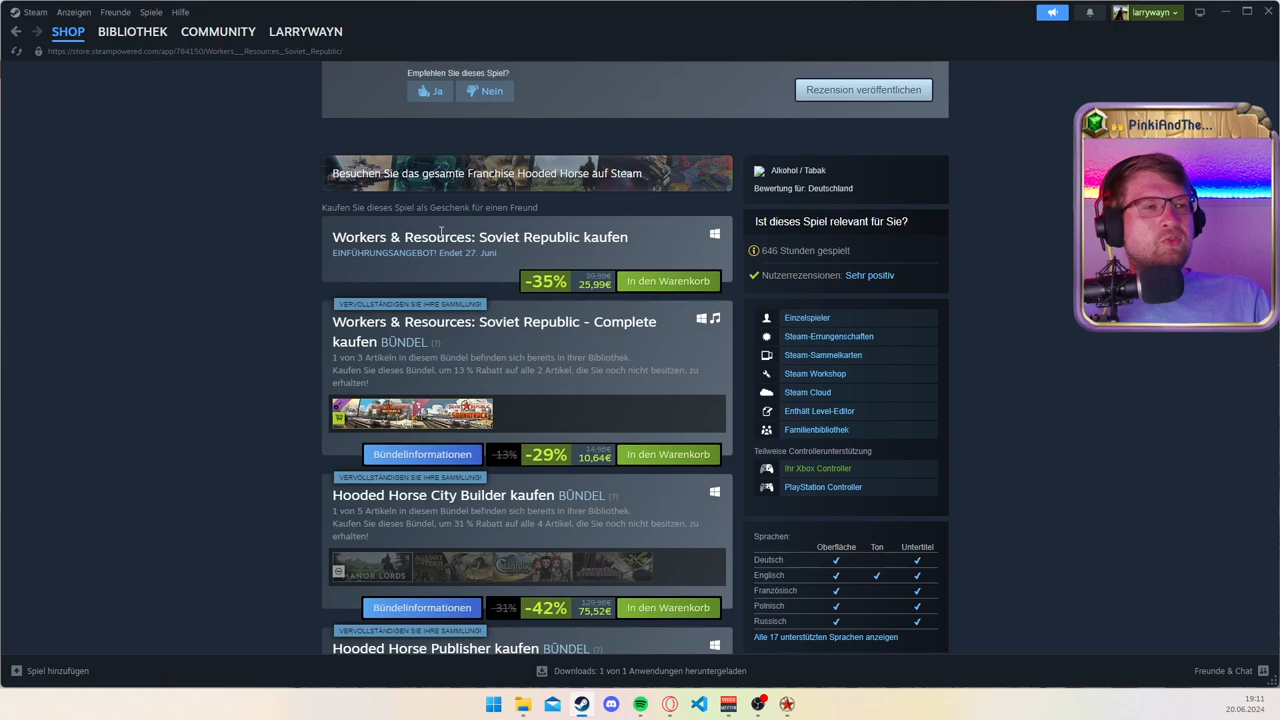 Steam Anzeigen Freunde Spiele Hilfe
larrywayn
SHOP BIBLIOTHEK COMMUNITY LARRYWAYN
https://store.steampowered.com/app/784150/Workers__Resources_Soviet_Republic/
Empfehlen Sie dieses Spiel?
Ja Nein
Rezension veröffentlichen
PinkiAndThe...
Besuchen Sie das gesamte Franchise Hooded Horse auf Steam
Kaufen Sie dieses Spiel als Geschenk für einen Freund
Workers & Resources: Soviet Republic kaufen
EINFÜHRUNGSANGEBOT! Endet 27. Juni
-35% 39,99€ 25,99€ In den Warenkorb
VERVOLLSTÄNDIGEN SIE IHRE SAMMLUNG!
Workers & Resources: Soviet Republic - Complete
kaufen BÜNDEL (?)
1 von 3 Artikeln in diesem Bündel befinden sich bereits in Ihrer Bibliothek.
Kaufen Sie dieses Bündel, um 13 % Rabatt auf alle 2 Artikel, die Sie noch nicht besitzen, zu
erhalten!
SOUNDTRACK
Bündelinformationen -13% -29% 14,98€ 10,64€ In den Warenkorb
VERVOLLSTÄNDIGEN SIE IHRE SAMMLUNG!
Hooded Horse City Builder kaufen BÜNDEL (?)
1 von 5 Artikeln in diesem Bündel befinden sich bereits in Ihrer Bibliothek.
Kaufen Sie dieses Bündel, um 31 % Rabatt auf alle 4 Artikel, die Sie noch nicht besitzen, zu
erhalten!
MANOR LORDS AGAINST Clanfolk
Bündelinformationen -31% -42% 129,96€ 75,52€ In den Warenkorb
VERVOLLSTÄNDIGEN SIE IHRE SAMMLUNG!
Hooded Horse Publisher kaufen BÜNDEL (?)
Alkohol / Tabak
Bewertung für: Deutschland
Ist dieses Spiel relevant für Sie?
646 Stunden gespielt
Nutzerrezensionen: Sehr positiv
Einzelspieler
Steam-Errungenschaften
Steam-Sammelkarten
Steam Workshop
Steam Cloud
Enthält Level-Editor
Familienbibliothek
Teilweise Controllerunterstützung
Ihr Xbox Controller
PlayStation Controller
Sprachen:
Oberfläche Ton Untertitel
Deutsch ✔ ✔
Englisch ✔ ✔ ✔
Französisch ✔ ✔
Polnisch ✔ ✔
Russisch ✔ ✔
Alle 17 unterstützten Sprachen anzeigen
Spiel hinzufügen
Downloads: 1 von 1 Anwendungen heruntergeladen
Freunde & Chat
19:11
20.06.2024